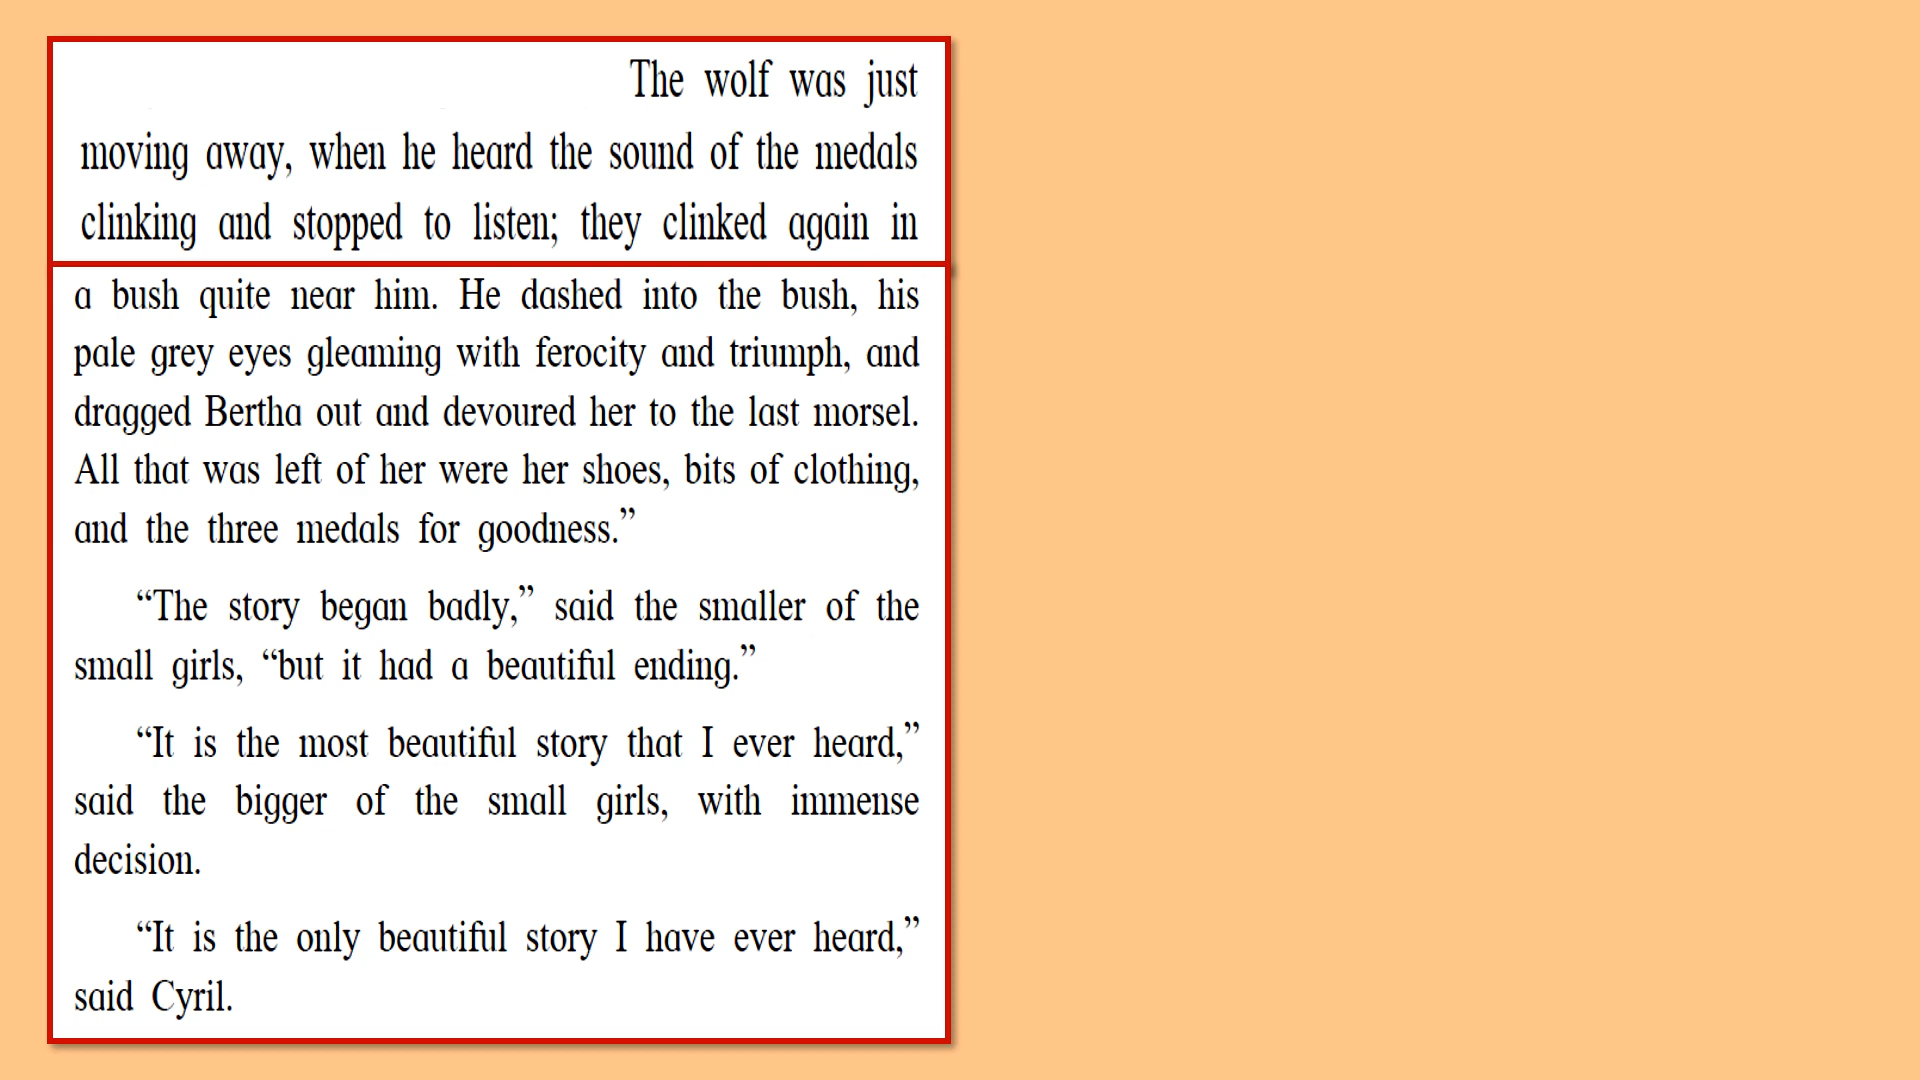 The wolf was just
moving away, when he heard the sound of the medals
clinking and stopped to listen; they clinked again in
a bush quite near him. He dashed into the bush, his
pale grey eyes gleaming with ferocity and triumph, and
dragged Bertha out and devoured her to the last morsel.
All that was left of her were her shoes, bits of clothing,
and the three medals for goodness.”
“The story began badly,” said the smaller of the
small girls, “but it had a beautiful ending.”
“It is the most beautiful story that I ever heard,”
said the bigger of the small girls, with immense
decision.
“It is the only beautiful story I have ever heard,”
said Cyril.